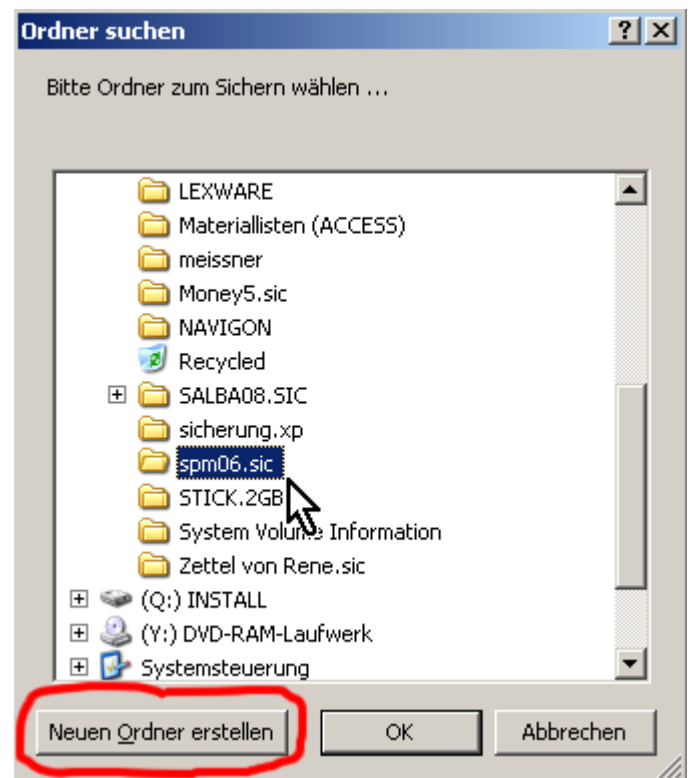 Ordner suchen
Bitte Ordner zum Sichern wählen ...
LEXWARE
Materiallisten (ACCESS)
meissner
Money5.sic
NAVIGON
Recycled
SALBA08.SIC
sicherung.xp
spm06.sic
STICK.2GB
System Volume Information
Zettel von Rene.sic
(Q:) INSTALL
(Y:) DVD-RAM-Laufwerk
Systemsteuerung
Neuen Ordner erstellen OK Abbrechen